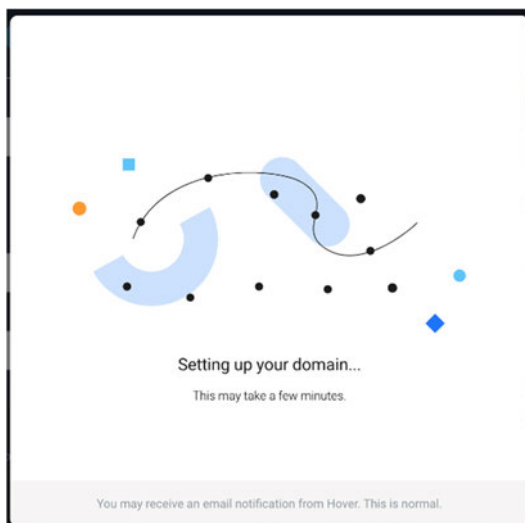 Setting up your domain...
This may take a few minutes.
You may receive an email notification from Hover. This is normal.